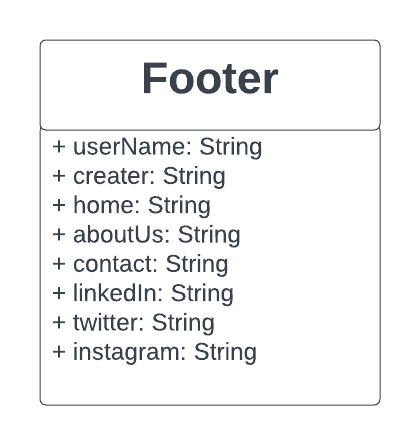 Footer
+ userName: String
+ creater: String
+ home: String
+ aboutUs: String
+ contact: String
+ linkedIn: String
+ twitter: String
+ instagram: String